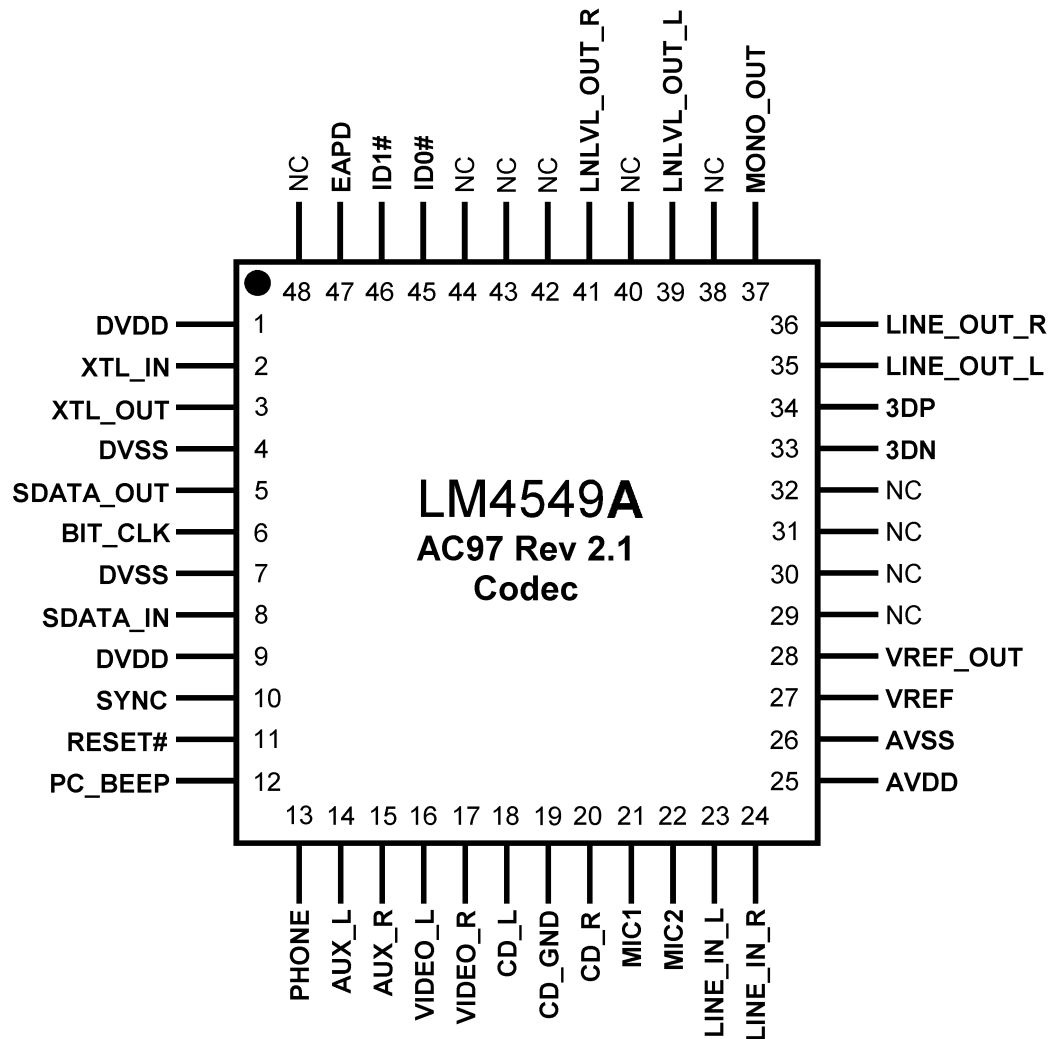 NC
EAPD
ID1#
ID0#
NC
NC
NC
LNLVL_OUT_R
NC
LNLVL_OUT_L
NC
MONO_OUT
48 47 46 45 44 43 42 41 40 39 38 37
DVDD 1
XTL_IN 2
XTL_OUT 3
DVSS 4
SDATA_OUT 5
BIT_CLK 6
DVSS 7
SDATA_IN 8
DVDD 9
SYNC 10
RESET# 11
PC_BEEP 12
LM4549A
AC97 Rev 2.1
Codec
36 LINE_OUT_R
35 LINE_OUT_L
34 3DP
33 3DN
32 NC
31 NC
30 NC
29 NC
28 VREF_OUT
27 VREF
26 AVSS
25 AVDD
13 14 15 16 17 18 19 20 21 22 23 24
PHONE
AUX_L
AUX_R
VIDEO_L
VIDEO_R
CD_L
CD_GND
CD_R
MIC1
MIC2
LINE_IN_L
LINE_IN_R